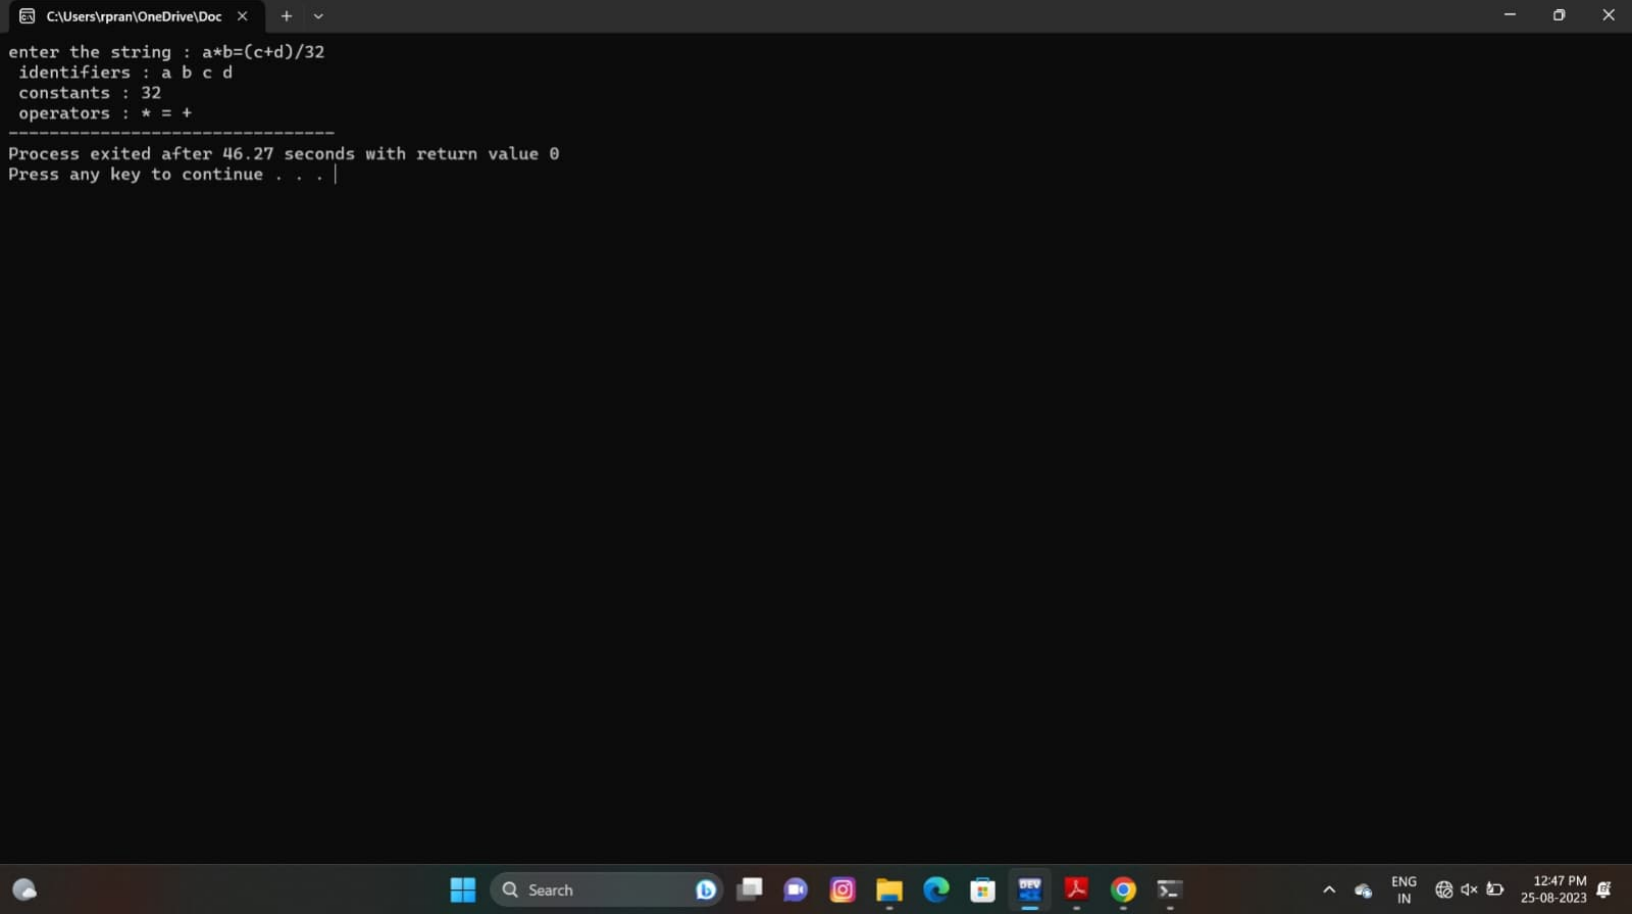 C:\Users\rpran\OneDrive\Doc
enter the string : a*b=(c+d)/32
identifiers : a b c d
constants : 32
operators : * = +
--------------------------------
Process exited after 46.27 seconds with return value 0
Press any key to continue . . .
Search
DEV
ENG
IN
12:47 PM
25-08-2023